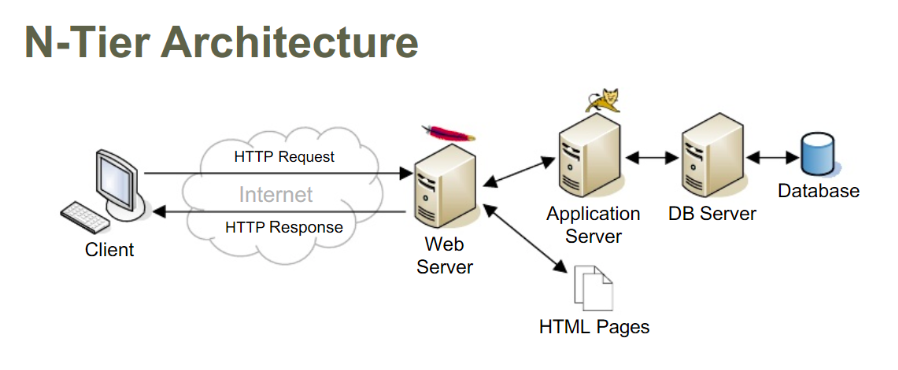 N-Tier Architecture
HTTP Request
Internet
HTTP Response
Client
Web
Server
Application
Server
DB Server
Database
HTML Pages